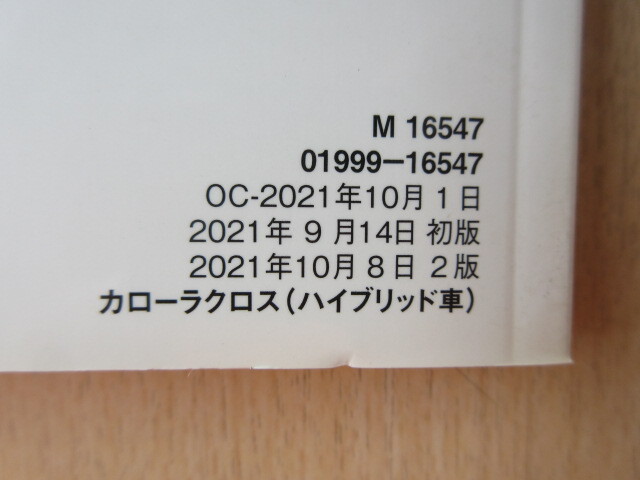 M 16547
01999−16547
OC-2021年10月 1 日
2021年 9 月14日 初版
2021年10月 8 日 2 版
カローラクロス(ハイブリッド車)